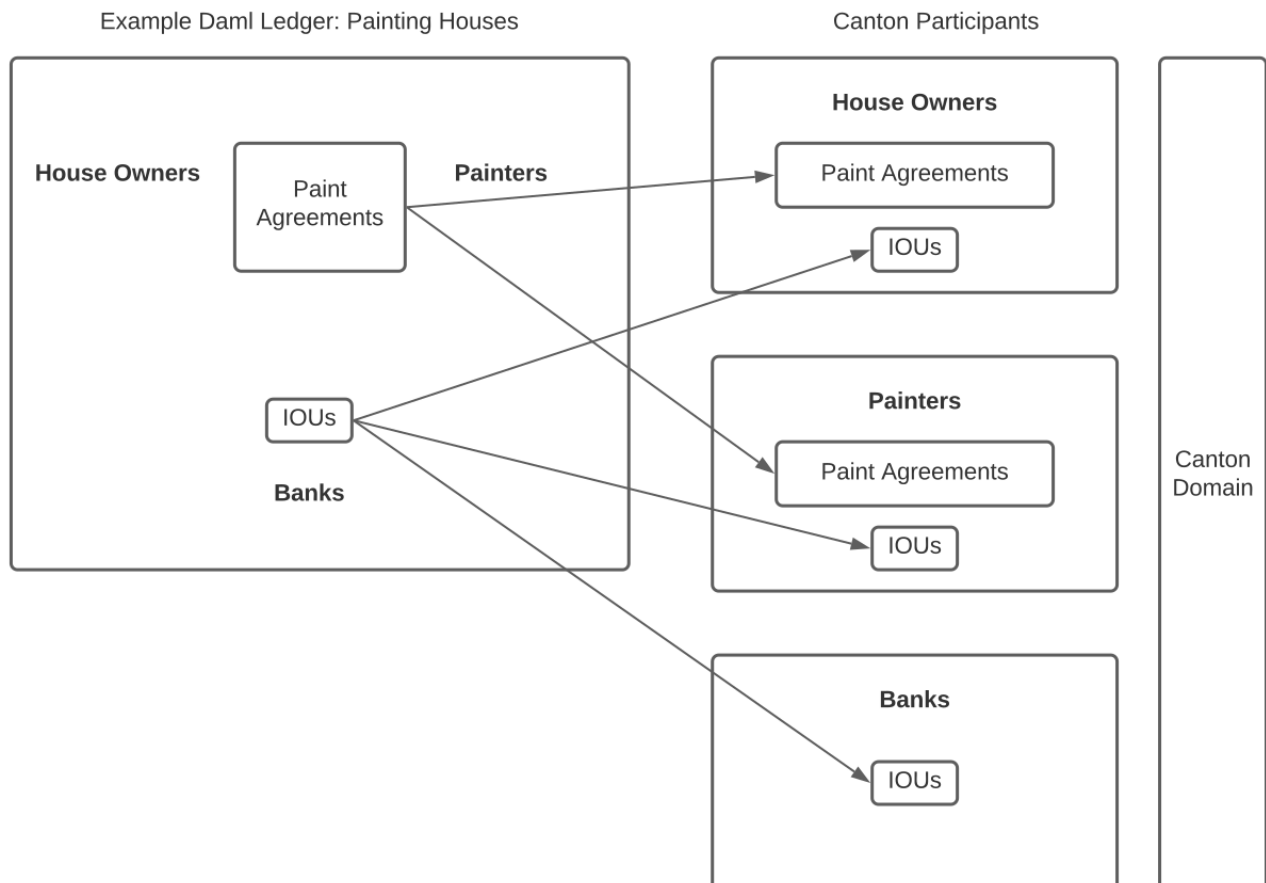 Example Daml Ledger: Painting Houses
House Owners
Paint
Agreements
Painters
IOUs
Banks
Canton Participants
House Owners
Paint Agreements
IOUs
Painters
Paint Agreements
IOUs
Banks
IOUs
Canton
Domain